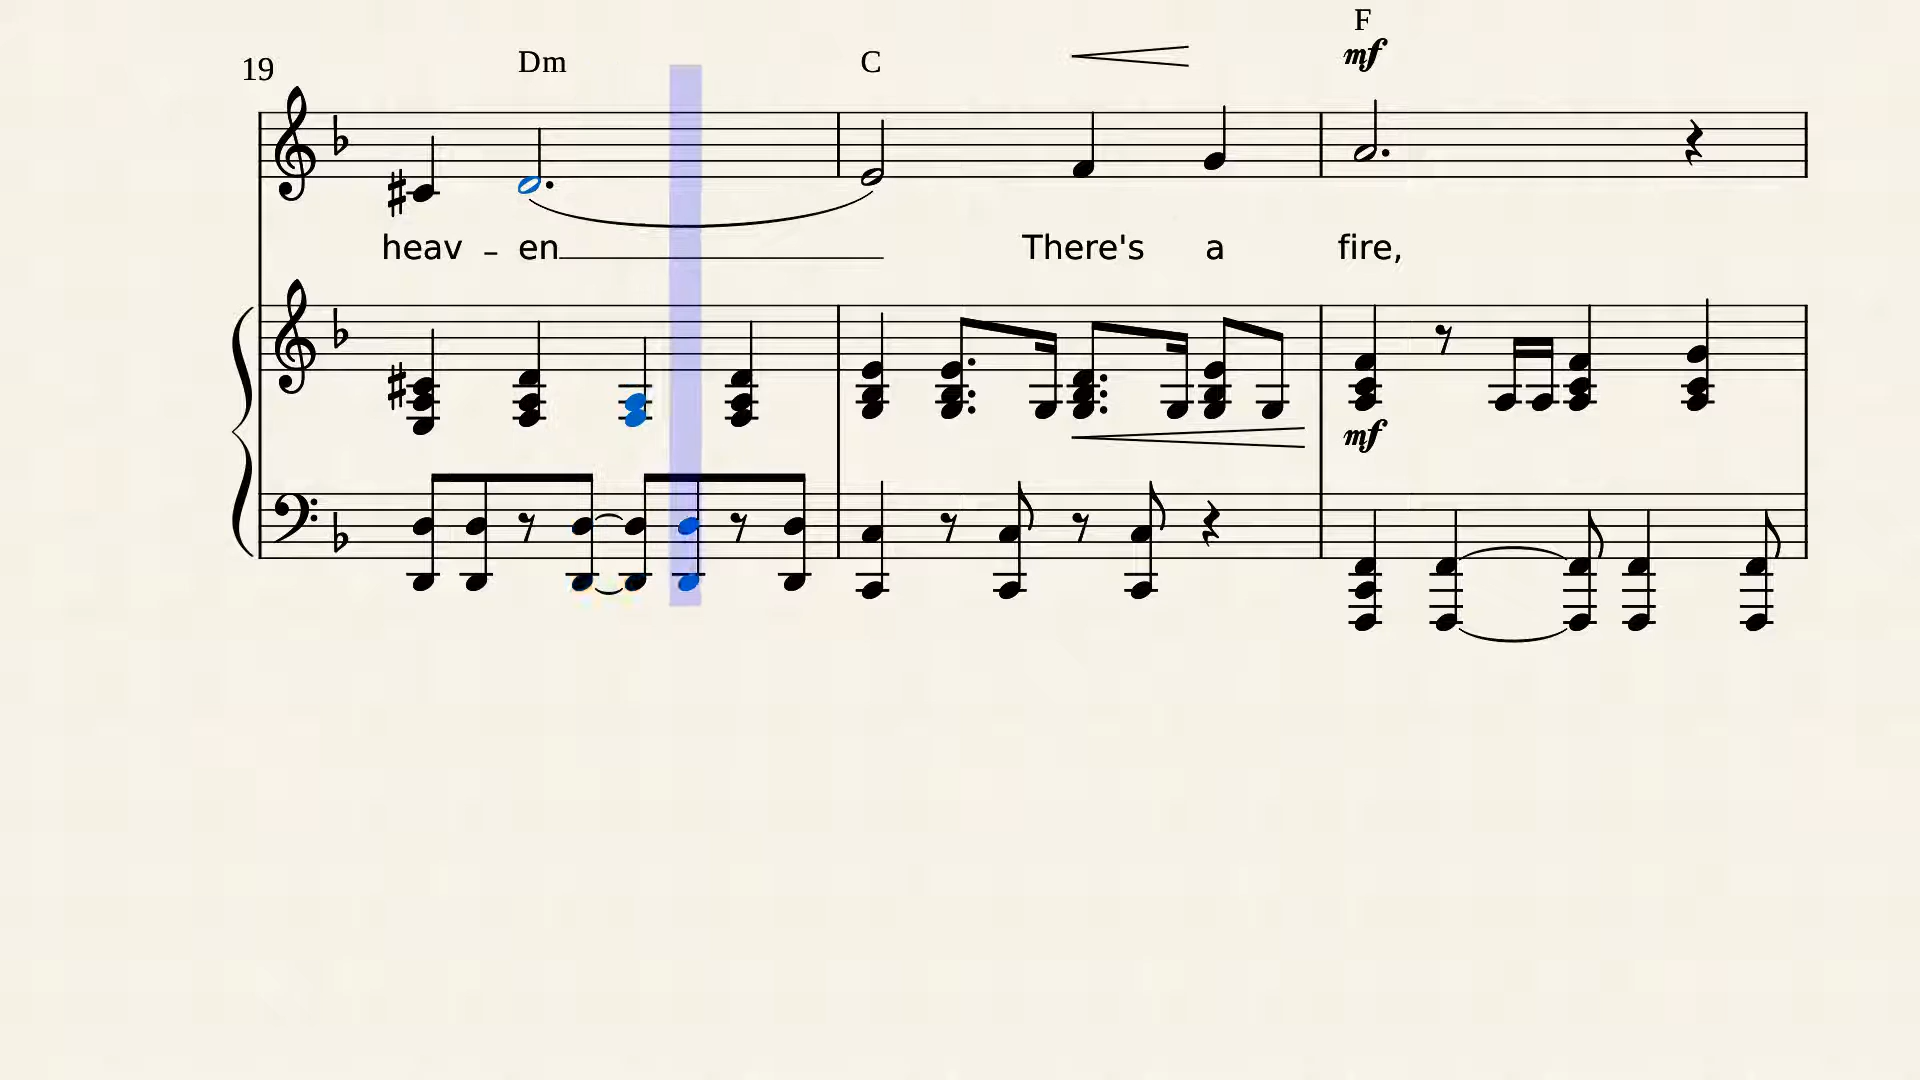 F
19 Dm C mf
heav - en There's a fire,
mf